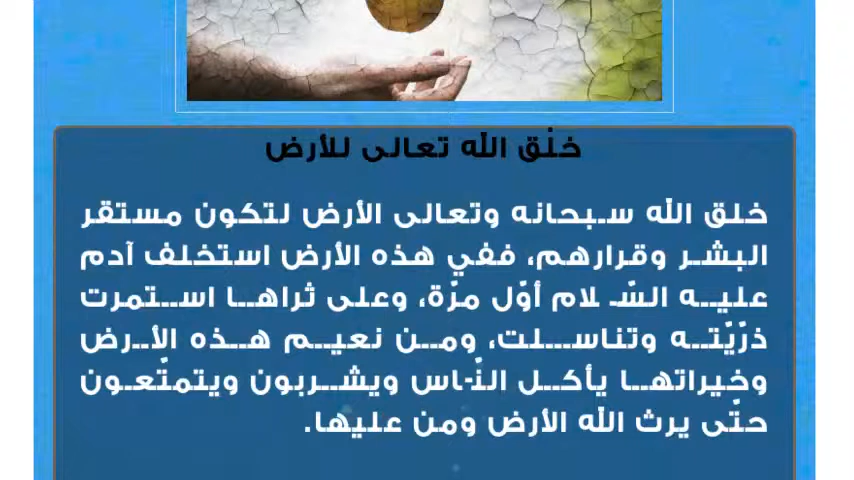 خلْق الله تعالى للأرض
خلق الله سبحانه وتعالى الأرض لتكون مستقر
البشر وقرارهم، ففي هذه الأرض استخلف آدم
عليه السّلام أوّل مرّة، وعلى ثراها استمرت
ذرّيّته وتناسلت، ومن نعيم هذه الأرض
وخيراتها يأكل النّاس ويشربون ويتمتّعون
حتّى يرث الله الأرض ومن عليها.